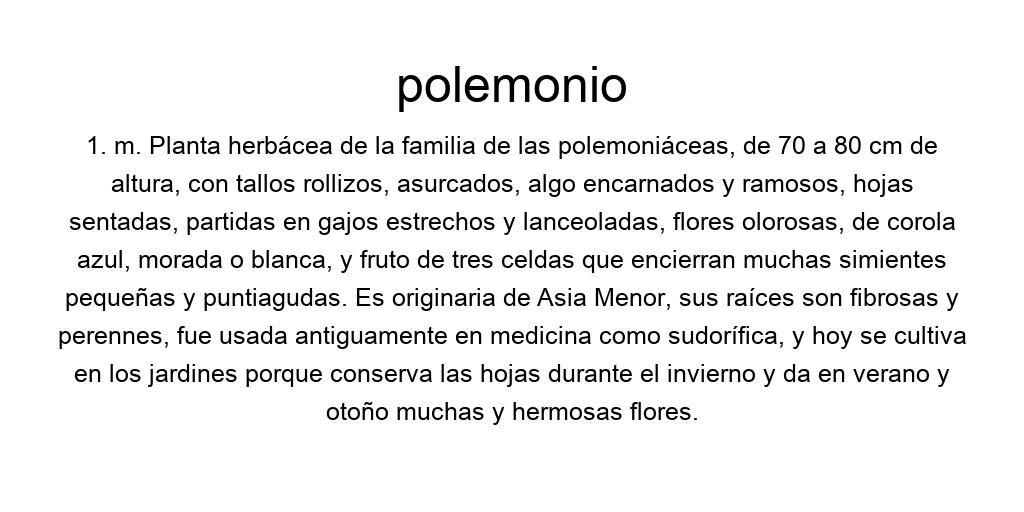 polemonio
1. m. Planta herbácea de la familia de las polemoniáceas, de 70 a 80 cm de
altura, con tallos rollizos, asurcados, algo encarnados y ramosos, hojas
sentadas, partidas en gajos estrechos y lanceoladas, flores olorosas, de corola
azul, morada o blanca, y fruto de tres celdas que encierran muchas simientes
pequeñas y puntiagudas. Es originaria de Asia Menor, sus raíces son fibrosas y
perennes, fue usada antiguamente en medicina como sudorífica, y hoy se cultiva
en los jardines porque conserva las hojas durante el invierno y da en verano y
otoño muchas y hermosas flores.